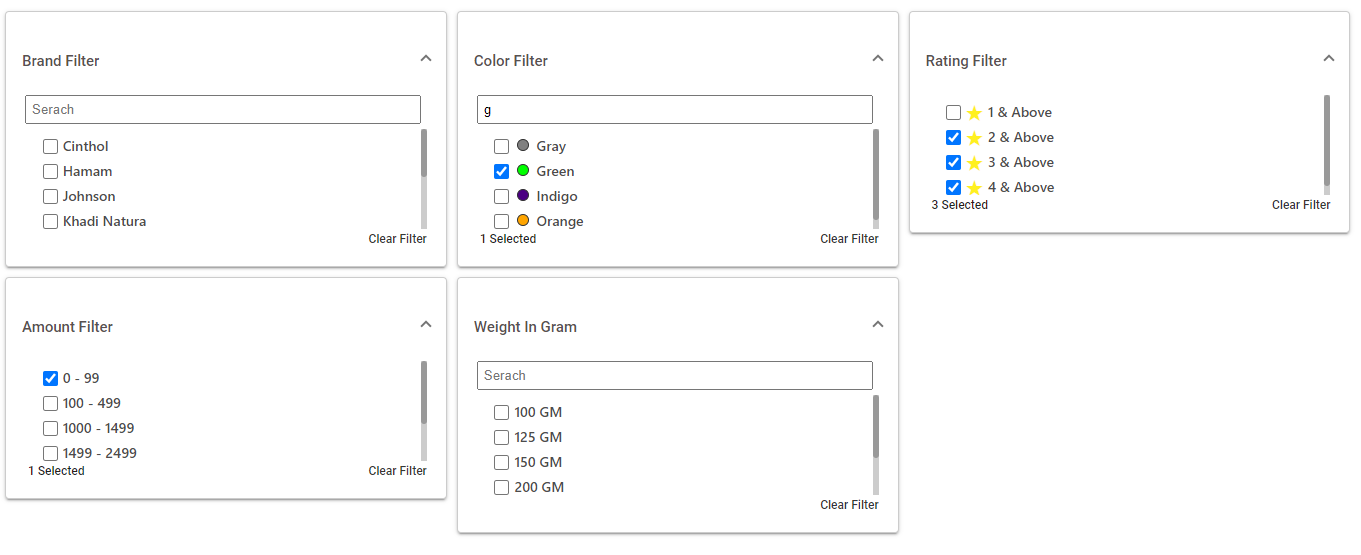 Brand Filter
Serach
Cinthol
Hamam
Johnson
Khadi Natura
Clear Filter
Color Filter
g
Gray
Green
Indigo
Orange
1 Selected
Clear Filter
Rating Filter
1 & Above
2 & Above
3 & Above
4 & Above
3 Selected
Clear Filter
Amount Filter
0 - 99
100 - 499
1000 - 1499
1499 - 2499
1 Selected
Clear Filter
Weight In Gram
Serach
100 GM
125 GM
150 GM
200 GM
Clear Filter